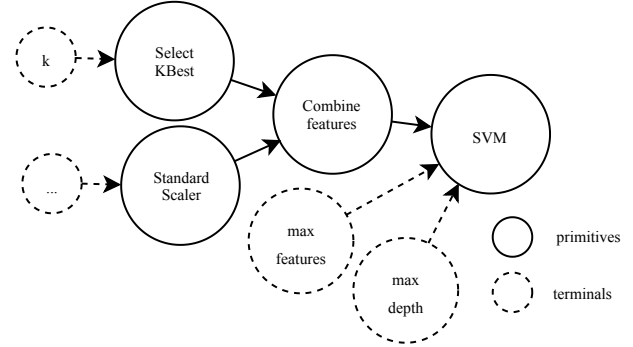 k
Select
KBest
Combine
features
SVM
...
Standard
Scaler
max
features
max
depth
primitives
terminals